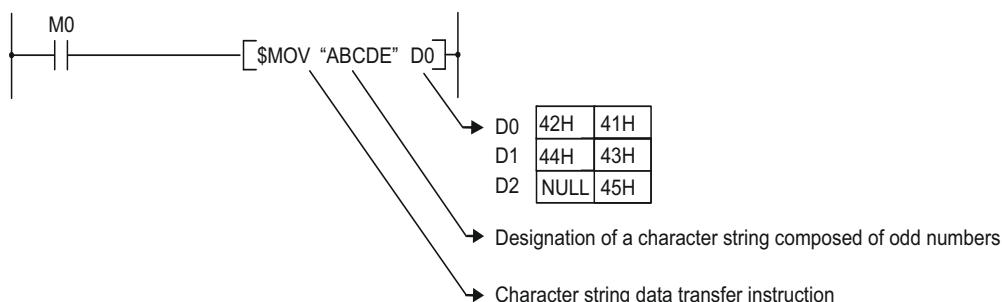 M0
$MOV “ABCDE” D0
D0 42H 41H
D1 44H 43H
D2 NULL 45H
Designation of a character string composed of odd numbers
Character string data transfer instruction